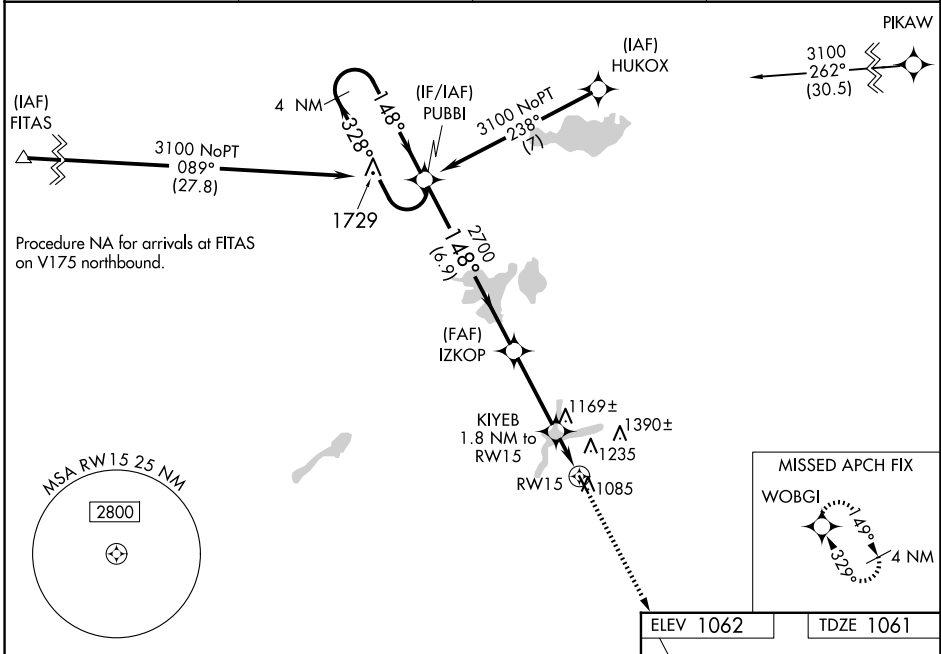 PIKAW
3100
262°
(30.5)
(IAF)
HUKOX
3100 NoPT
238°
(7)
(IF/IAF)
PUBBI
4 NM
148°
328°
(IAF)
FITAS
3100 NoPT
089°
(27.8)
1729
Procedure NA for arrivals at FITAS
on V175 northbound.
2700
148°
(6.9)
(FAF)
IZKOP
KIYEB
1.8 NM to
RW15
1169±
1390±
1235
RW15
1085
MSA RW15 25 NM
2800
MISSED APCH FIX
WOBGI
149°
329°
4 NM
ELEV 1062
TDZE 1061